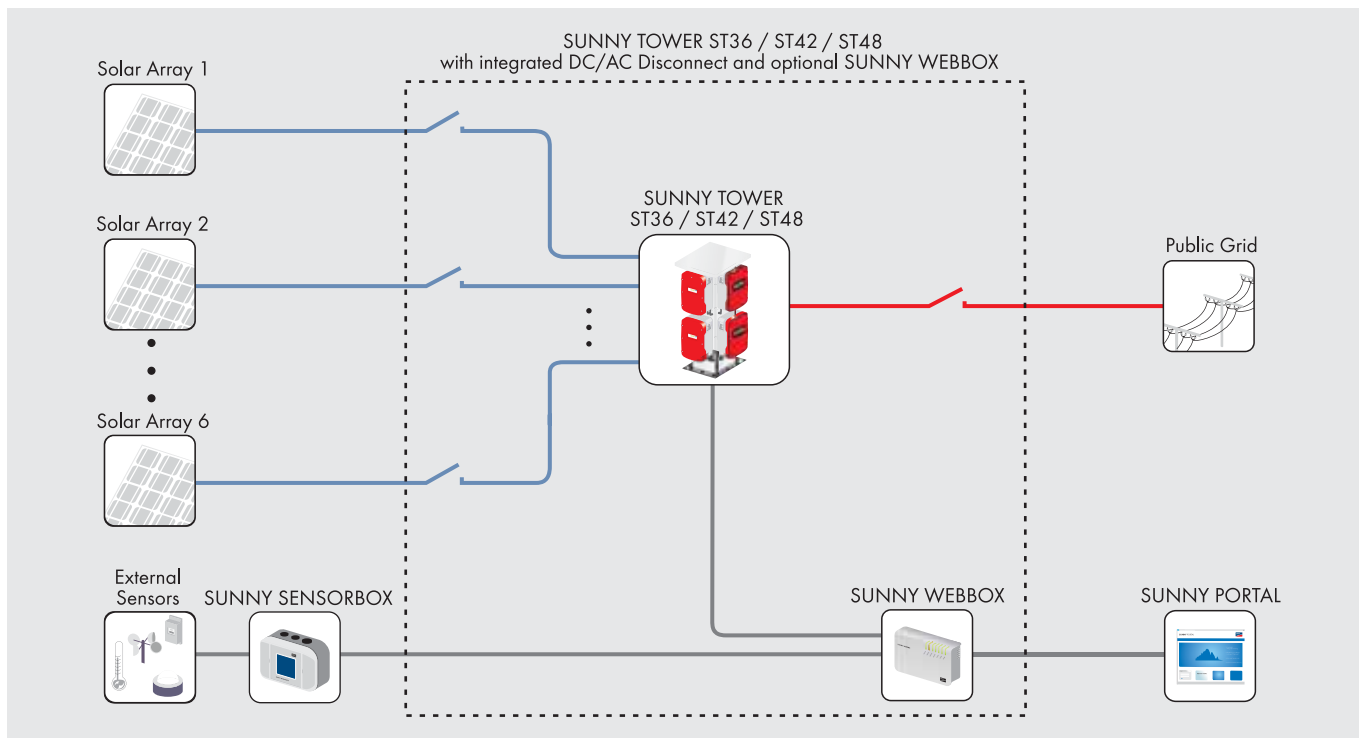 SUNNY TOWER ST36 / ST42 / ST48
with integrated DC/AC Disconnect and optional SUNNY WEBBOX
Solar Array 1
SUNNY TOWER
ST36 / ST42 / ST48
Solar Array 2
Public Grid
Solar Array 6
External
Sensors
SUNNY SENSORBOX
SUNNY WEBBOX
SUNNY PORTAL